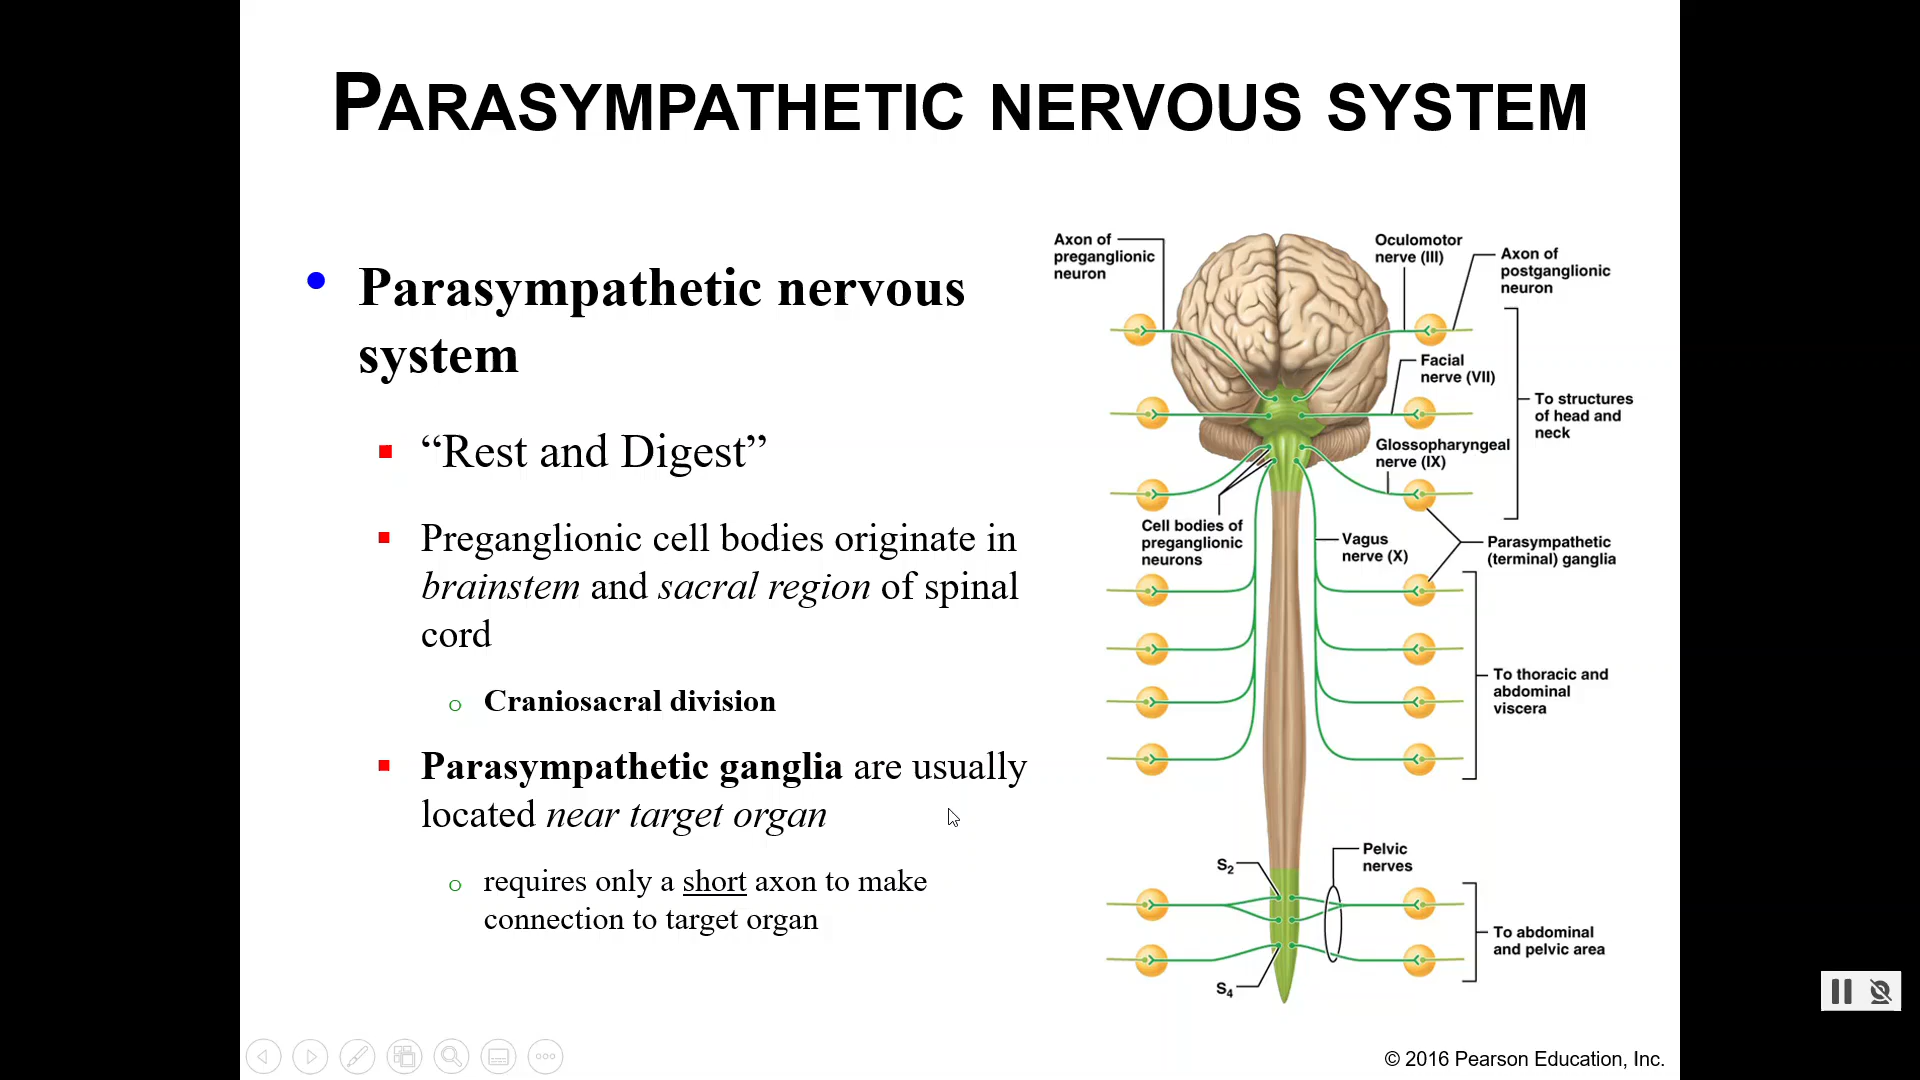 PARASYMPATHETIC NERVOUS SYSTEM
Parasympathetic nervous
system
“Rest and Digest”
Preganglionic cell bodies originate in
brainstem and sacral region of spinal
cord
Craniosacral division
Parasympathetic ganglia are usually
located near target organ
requires only a short axon to make
connection to target organ
Axon of
preganglionic
neuron
Oculomotor
nerve (III)
Axon of
postganglionic
neuron
Facial
nerve (VII)
To structures
of head and
neck
Glossopharyngeal
nerve (IX)
Cell bodies of
preganglionic
neurons
Vagus
nerve (X)
Parasympathetic
(terminal) ganglia
To thoracic and
abdominal
viscera
Pelvic
nerves
S2
To abdominal
and pelvic area
S4
© 2016 Pearson Education, Inc.